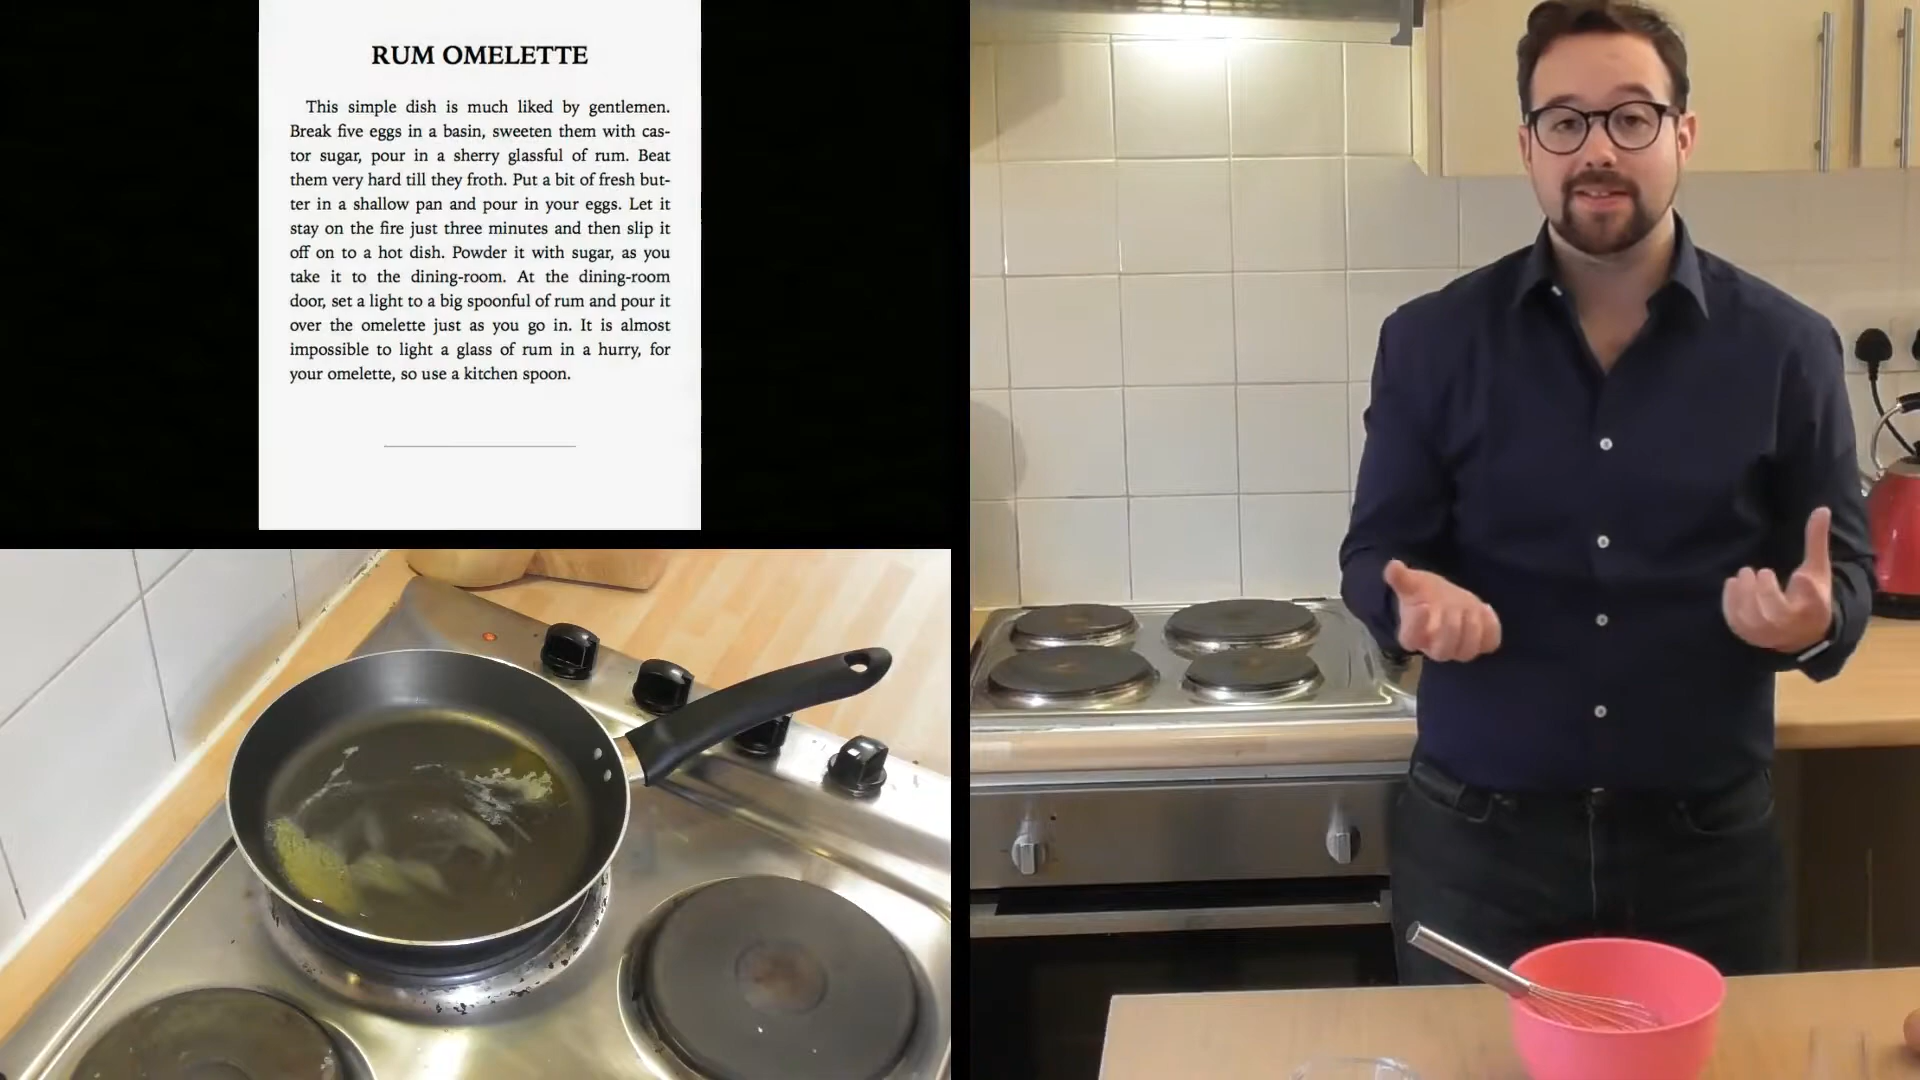 RUM OMELETTE
This simple dish is much liked by gentlemen.
Break five eggs in a basin, sweeten them with cas-
tor sugar, pour in a sherry glassful of rum. Beat
them very hard till they froth. Put a bit of fresh but-
ter in a shallow pan and pour in your eggs. Let it
stay on the fire just three minutes and then slip it
off on to a hot dish. Powder it with sugar, as you
take it to the dining-room. At the dining-room
door, set a light to a big spoonful of rum and pour it
over the omelette just as you go in. It is almost
impossible to light a glass of rum in a hurry, for
your omelette, so use a kitchen spoon.